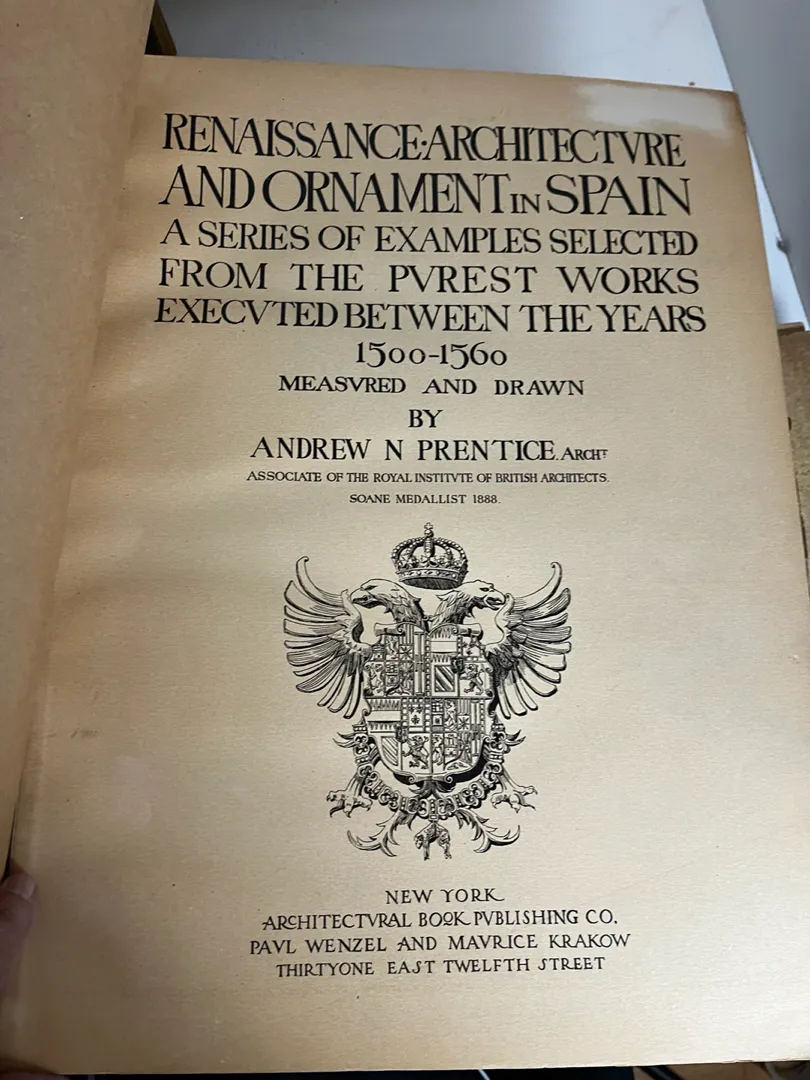 RENAISSANCE·ARCHITECTVRE
AND ORNAMENT IN SPAIN
A SERIES OF EXAMPLES SELECTED
FROM THE PVREST WORKS
EXECVTED BETWEEN THE YEARS
1500-1560
MEASVRED AND DRAWN
BY
ANDREW N PRENTICE. ARCHT
ASSOCIATE OF THE ROYAL INSTITVTE OF BRITISH ARCHITECTS.
SOANE MEDALLIST 1888.
NEW YORK
ARCHITECTVRAL BOOK PVBLISHING CO.
PAVL WENZEL AND MAVRICE KRAKOW
THIRTYONE EAST TWELFTH STREET